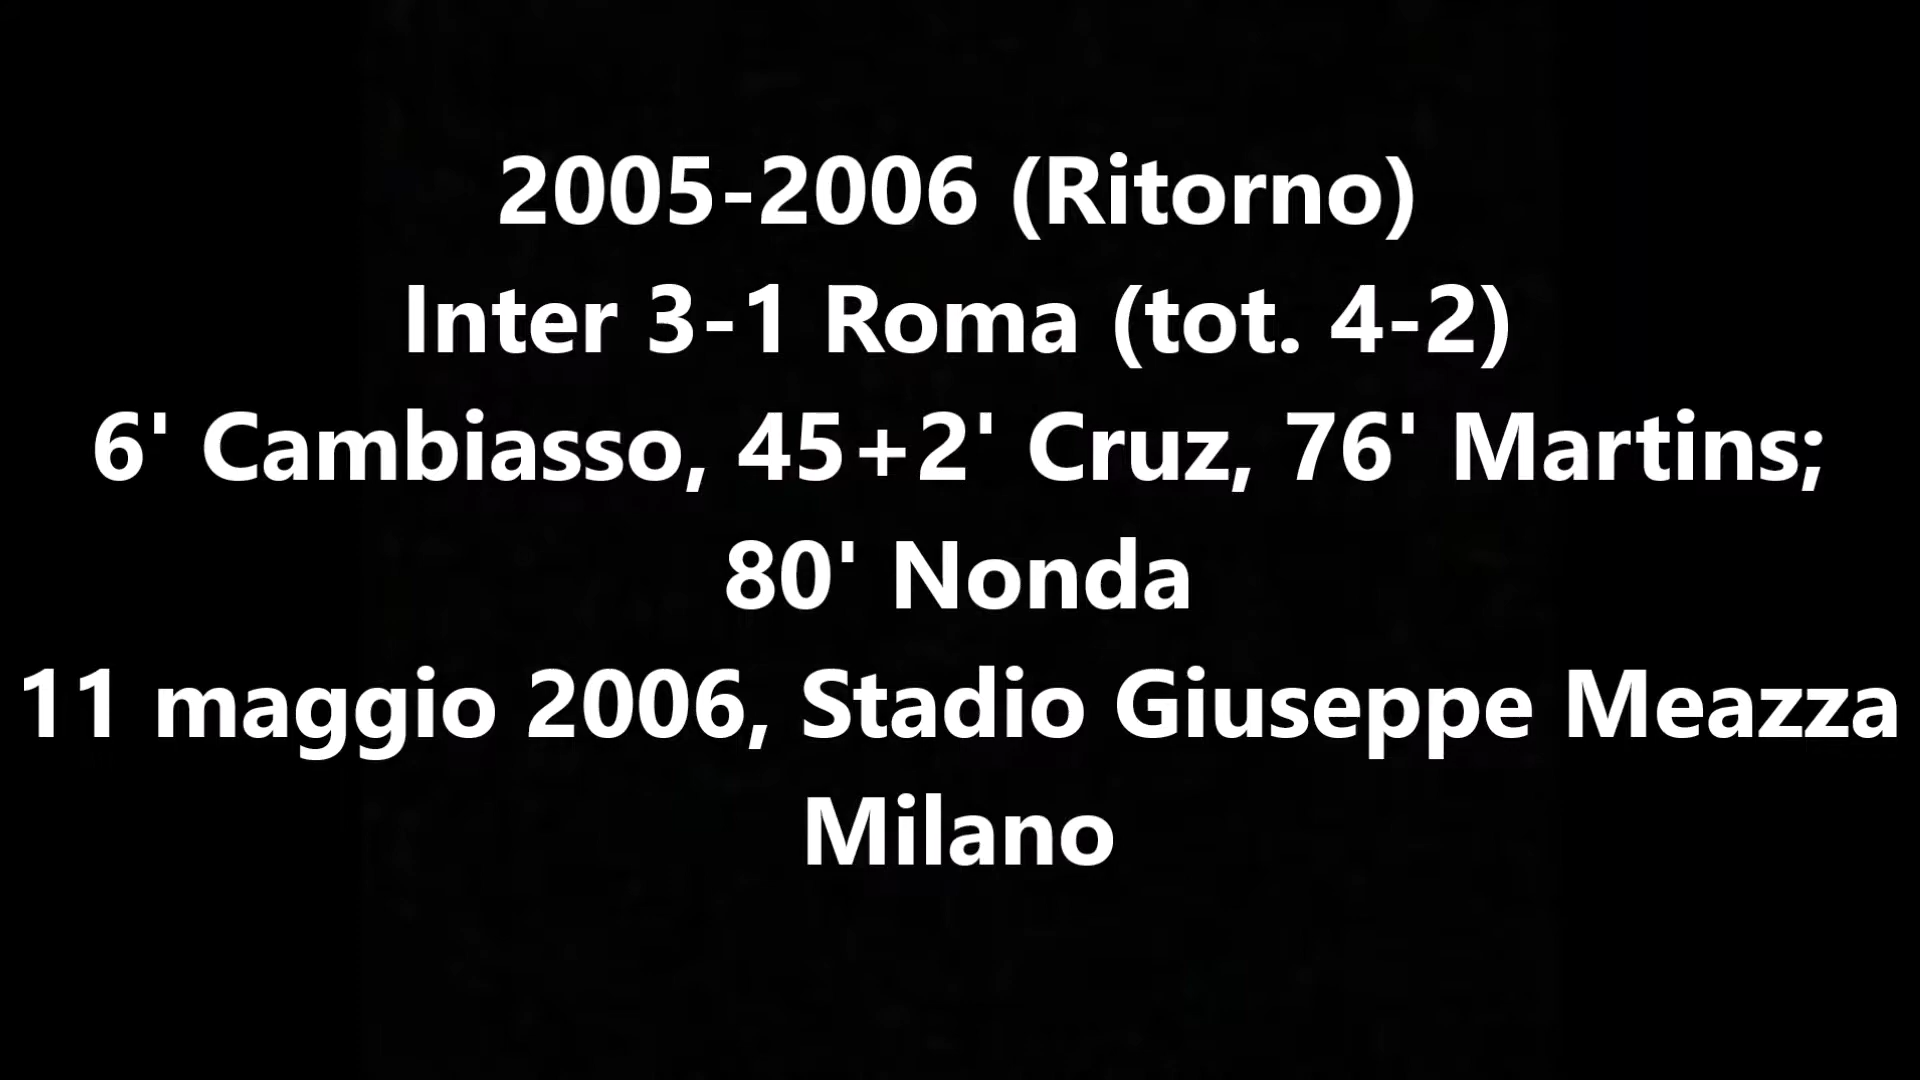 2005-2006 (Ritorno)
Inter 3-1 Roma (tot. 4-2)
6' Cambiasso, 45+2' Cruz, 76' Martins;
80' Nonda
11 maggio 2006, Stadio Giuseppe Meazza
Milano